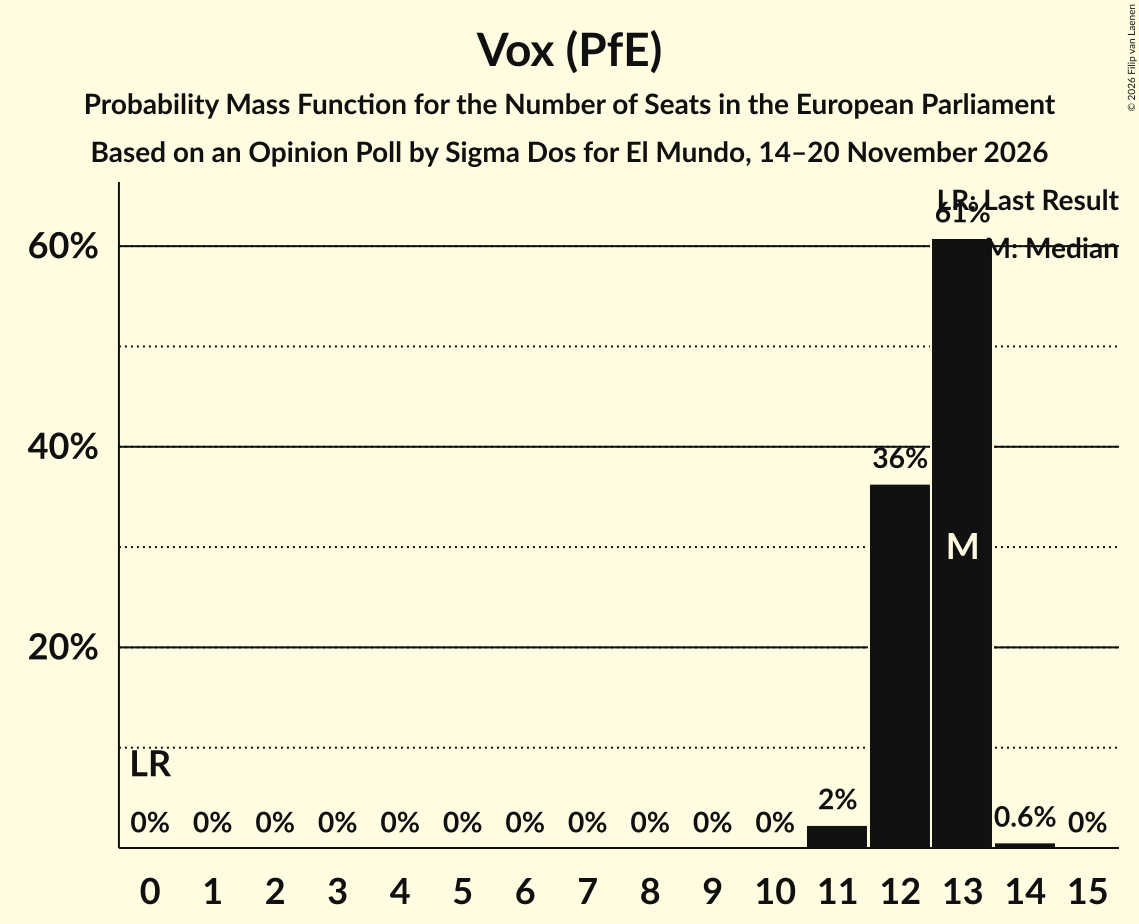 Vox (PfE)
Probability Mass Function for the Number of Seats in the European Parliament
Based on an Opinion Poll by Sigma Dos for El Mundo, 14–20 November 2026
© 2026 Filip van Laenen
LR: Last Result
M: Median
60%
40%
20%
61%
36%
M
LR
0% 0% 0% 0% 0% 0% 0% 0% 0% 0% 0% 2% 0.6% 0%
0 1 2 3 4 5 6 7 8 9 10 11 12 13 14 15